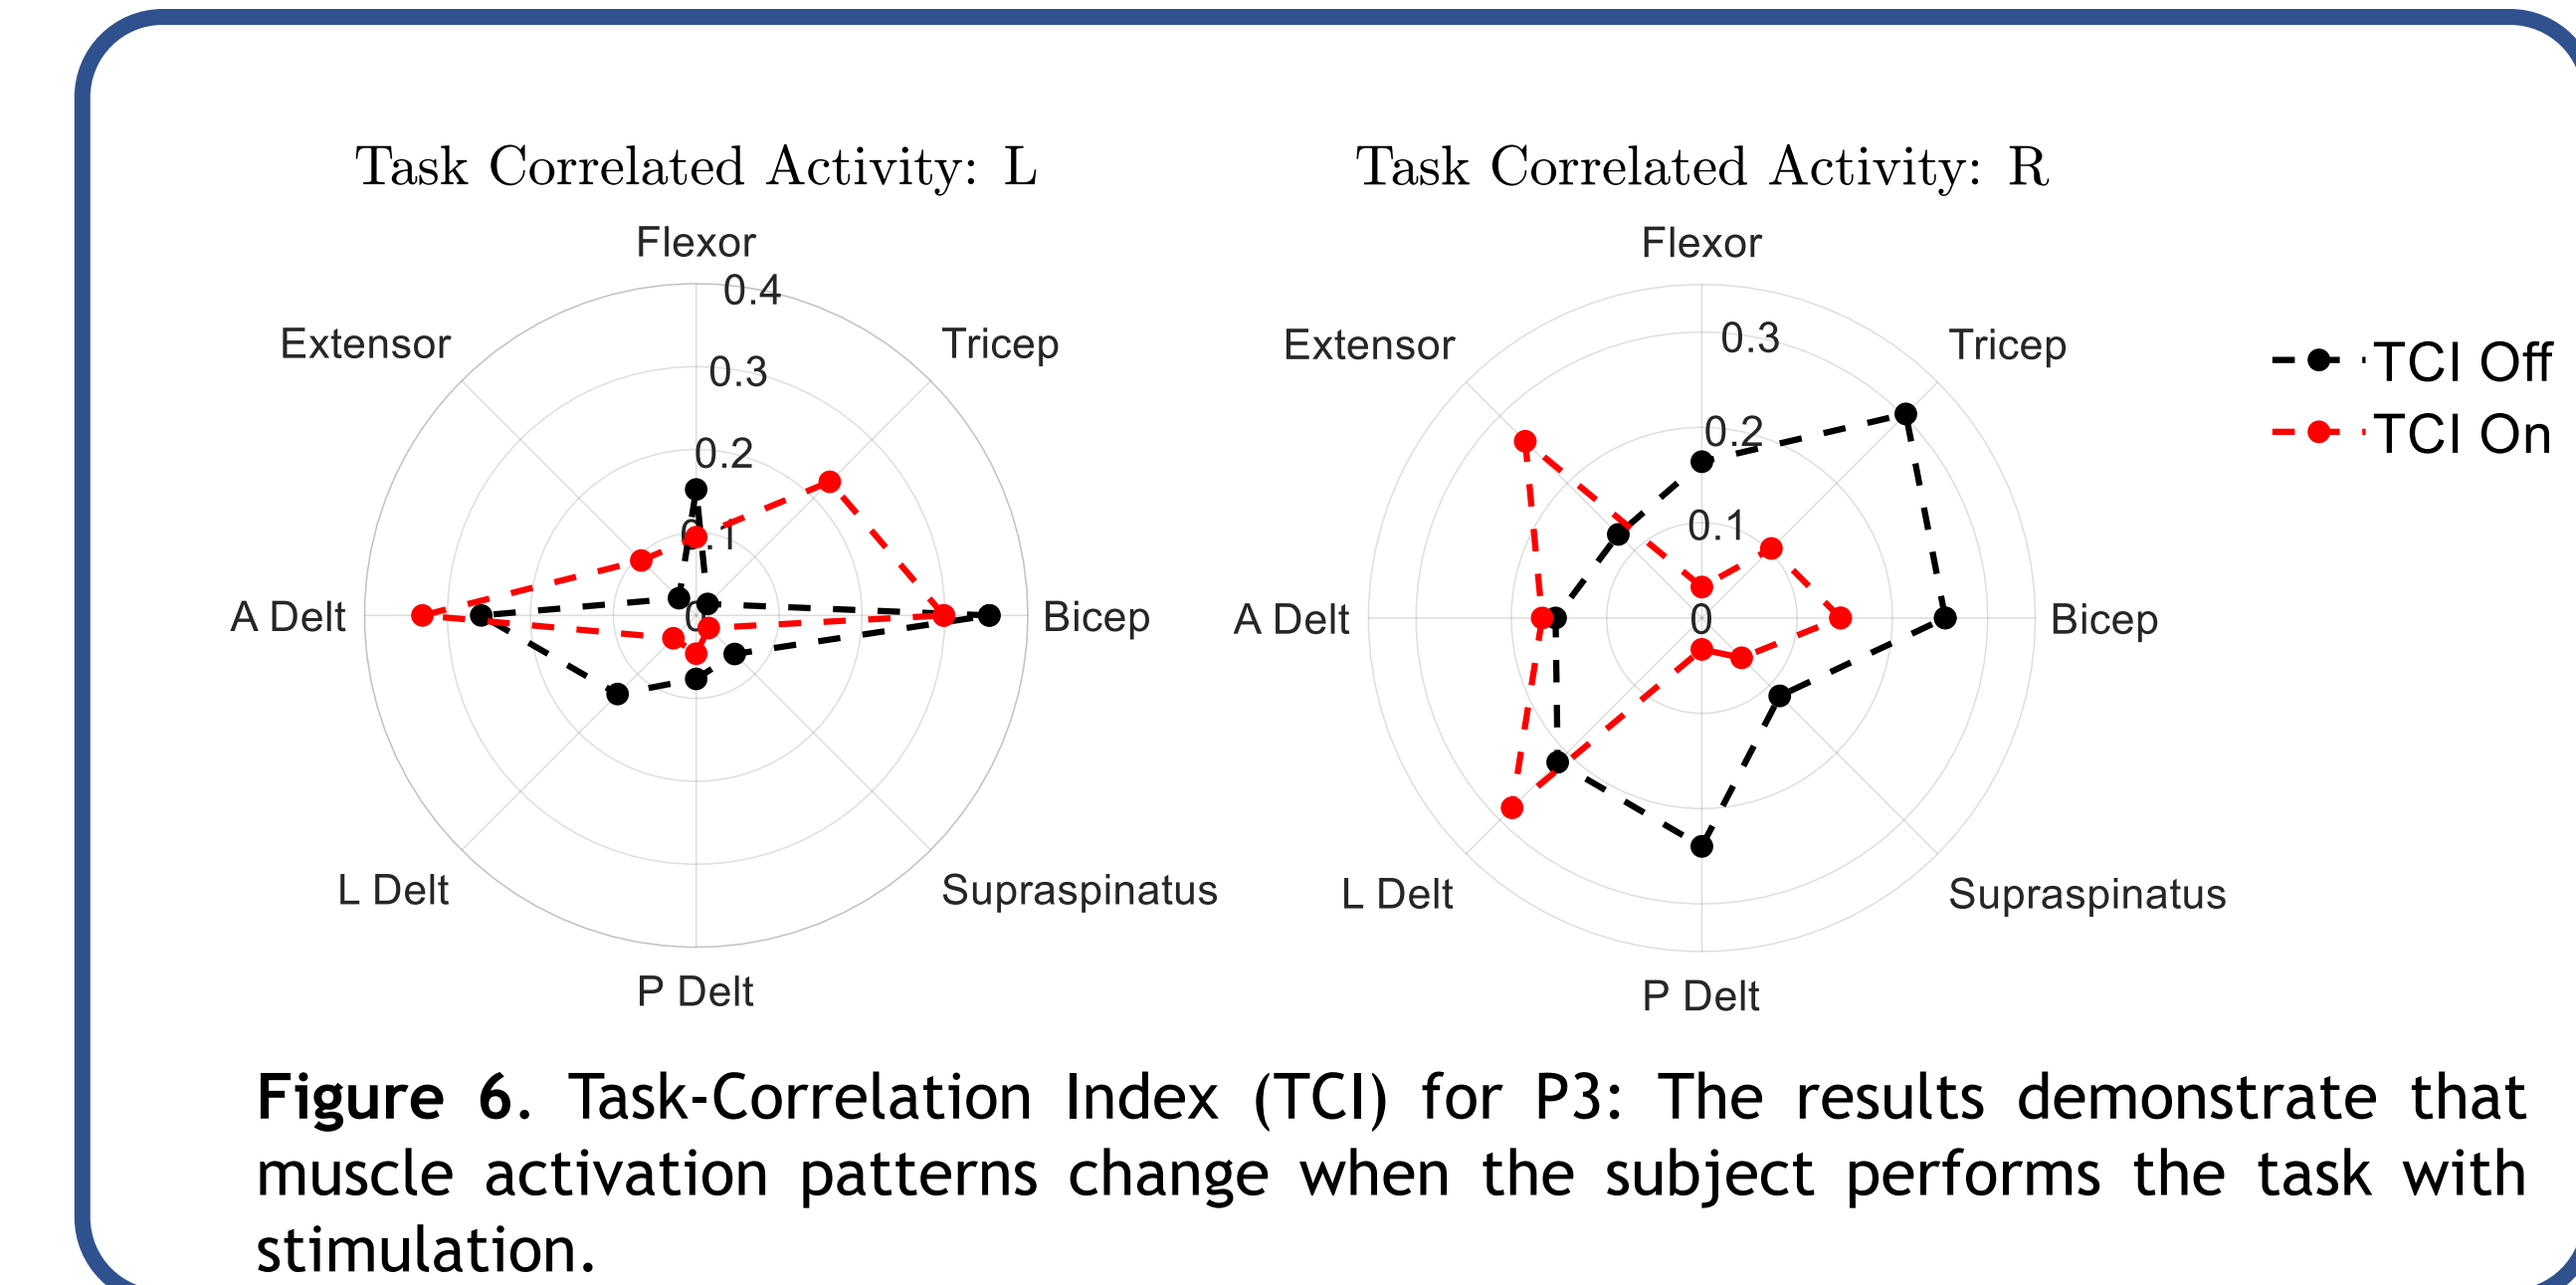 Task Correlated Activity: L
Flexor
0.4
Extensor
Tricep
0.3
0.2
0.1
A Delt
0
Bicep
L Delt
Supraspinatus
P Delt
Task Correlated Activity: R
Flexor
0.3
Extensor
Tricep
0.2
0.1
A Delt
0
Bicep
L Delt
Supraspinatus
P Delt
TCI Off
TCI On
Figure 6. Task-Correlation Index (TCI) for P3: The results demonstrate that
muscle activation patterns change when the subject performs the task with
stimulation.